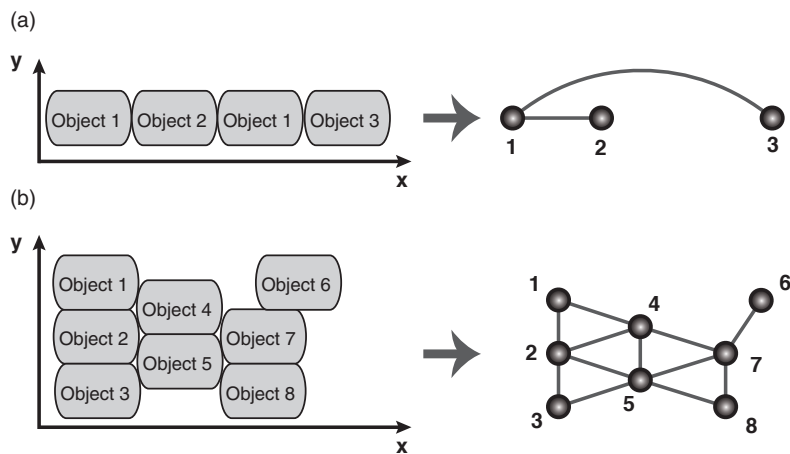 (a)
y
Object 1 Object 2 Object 1 Object 3
1 2 3
x
(b)
y
Object 1
Object 2
Object 3
Object 4
Object 5
Object 6
Object 7
Object 8
x
1
2
3
4
5
6
7
8